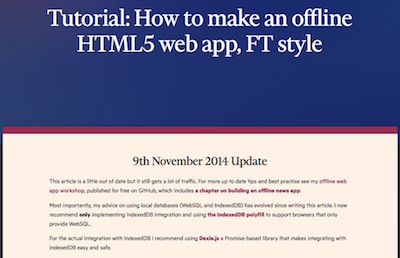 Tutorial: How to make an offline
HTML5 web app, FT style
9th November 2014 Update
This article is a little out of date but it still gets a lot of traffic. For more up to date tips and best practise see my offline web
app workshop, published for free on GitHub, which includes a chapter on building an offline news app.
Most importantly, my advice on using local databases (WebSQL and IndexedDB) has evolved since writing this article. I now
recommend only implementing IndexedDB integration and using the IndexedDB polyfill to support browsers that only
provide WebSQL.
For the actual integration with IndexedDB I recommend using Dexie.js a Promise-based library that makes integrating with
IndexedDB easy and safe.